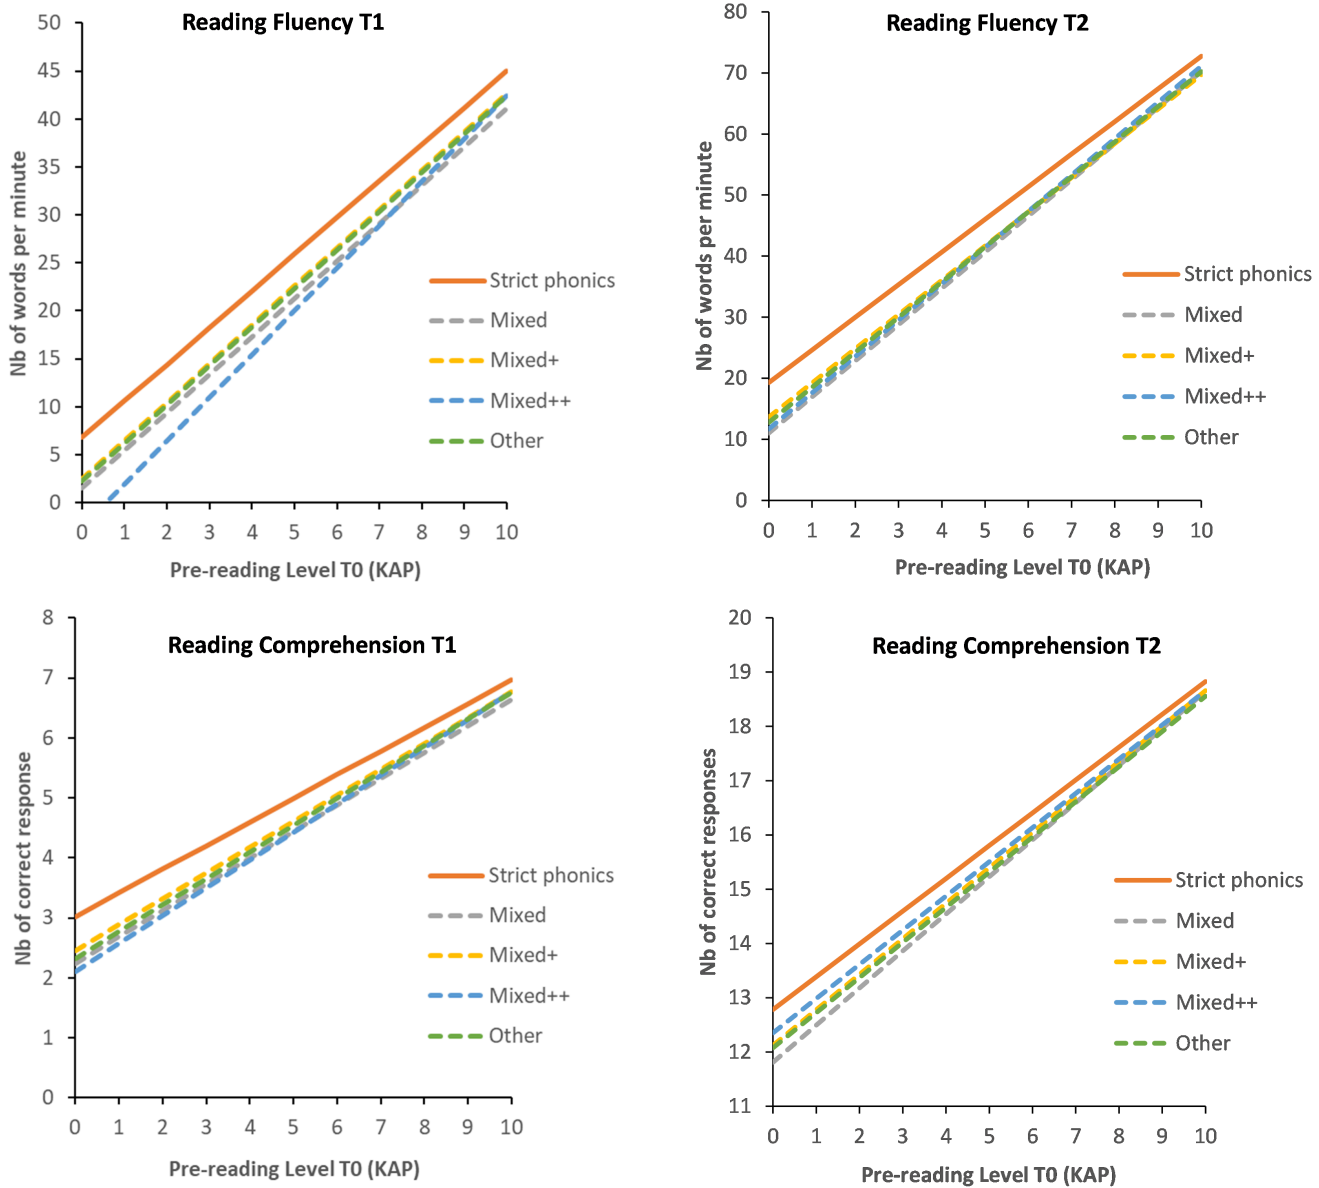 Reading Fluency T1
Nb of words per minute
50
45
40
35
30
25
20
15
10
5
0
0 1 2 3 4 5 6 7 8 9 10
Pre-reading Level T0 (KAP)
Strict phonics
Mixed
Mixed+
Mixed++
Other
Reading Fluency T2
Nb of words per minute
80
70
60
50
40
30
20
10
0
0 1 2 3 4 5 6 7 8 9 10
Pre-reading Level T0 (KAP)
Strict phonics
Mixed
Mixed+
Mixed++
Other
Reading Comprehension T1
Nb of correct response
8
7
6
5
4
3
2
1
0
0 1 2 3 4 5 6 7 8 9 10
Pre-reading Level T0 (KAP)
Strict phonics
Mixed
Mixed+
Mixed++
Other
Reading Comprehension T2
Nb of correct responses
20
19
18
17
16
15
14
13
12
11
0 1 2 3 4 5 6 7 8 9 10
Pre-reading Level T0 (KAP)
Strict phonics
Mixed
Mixed+
Mixed++
Other